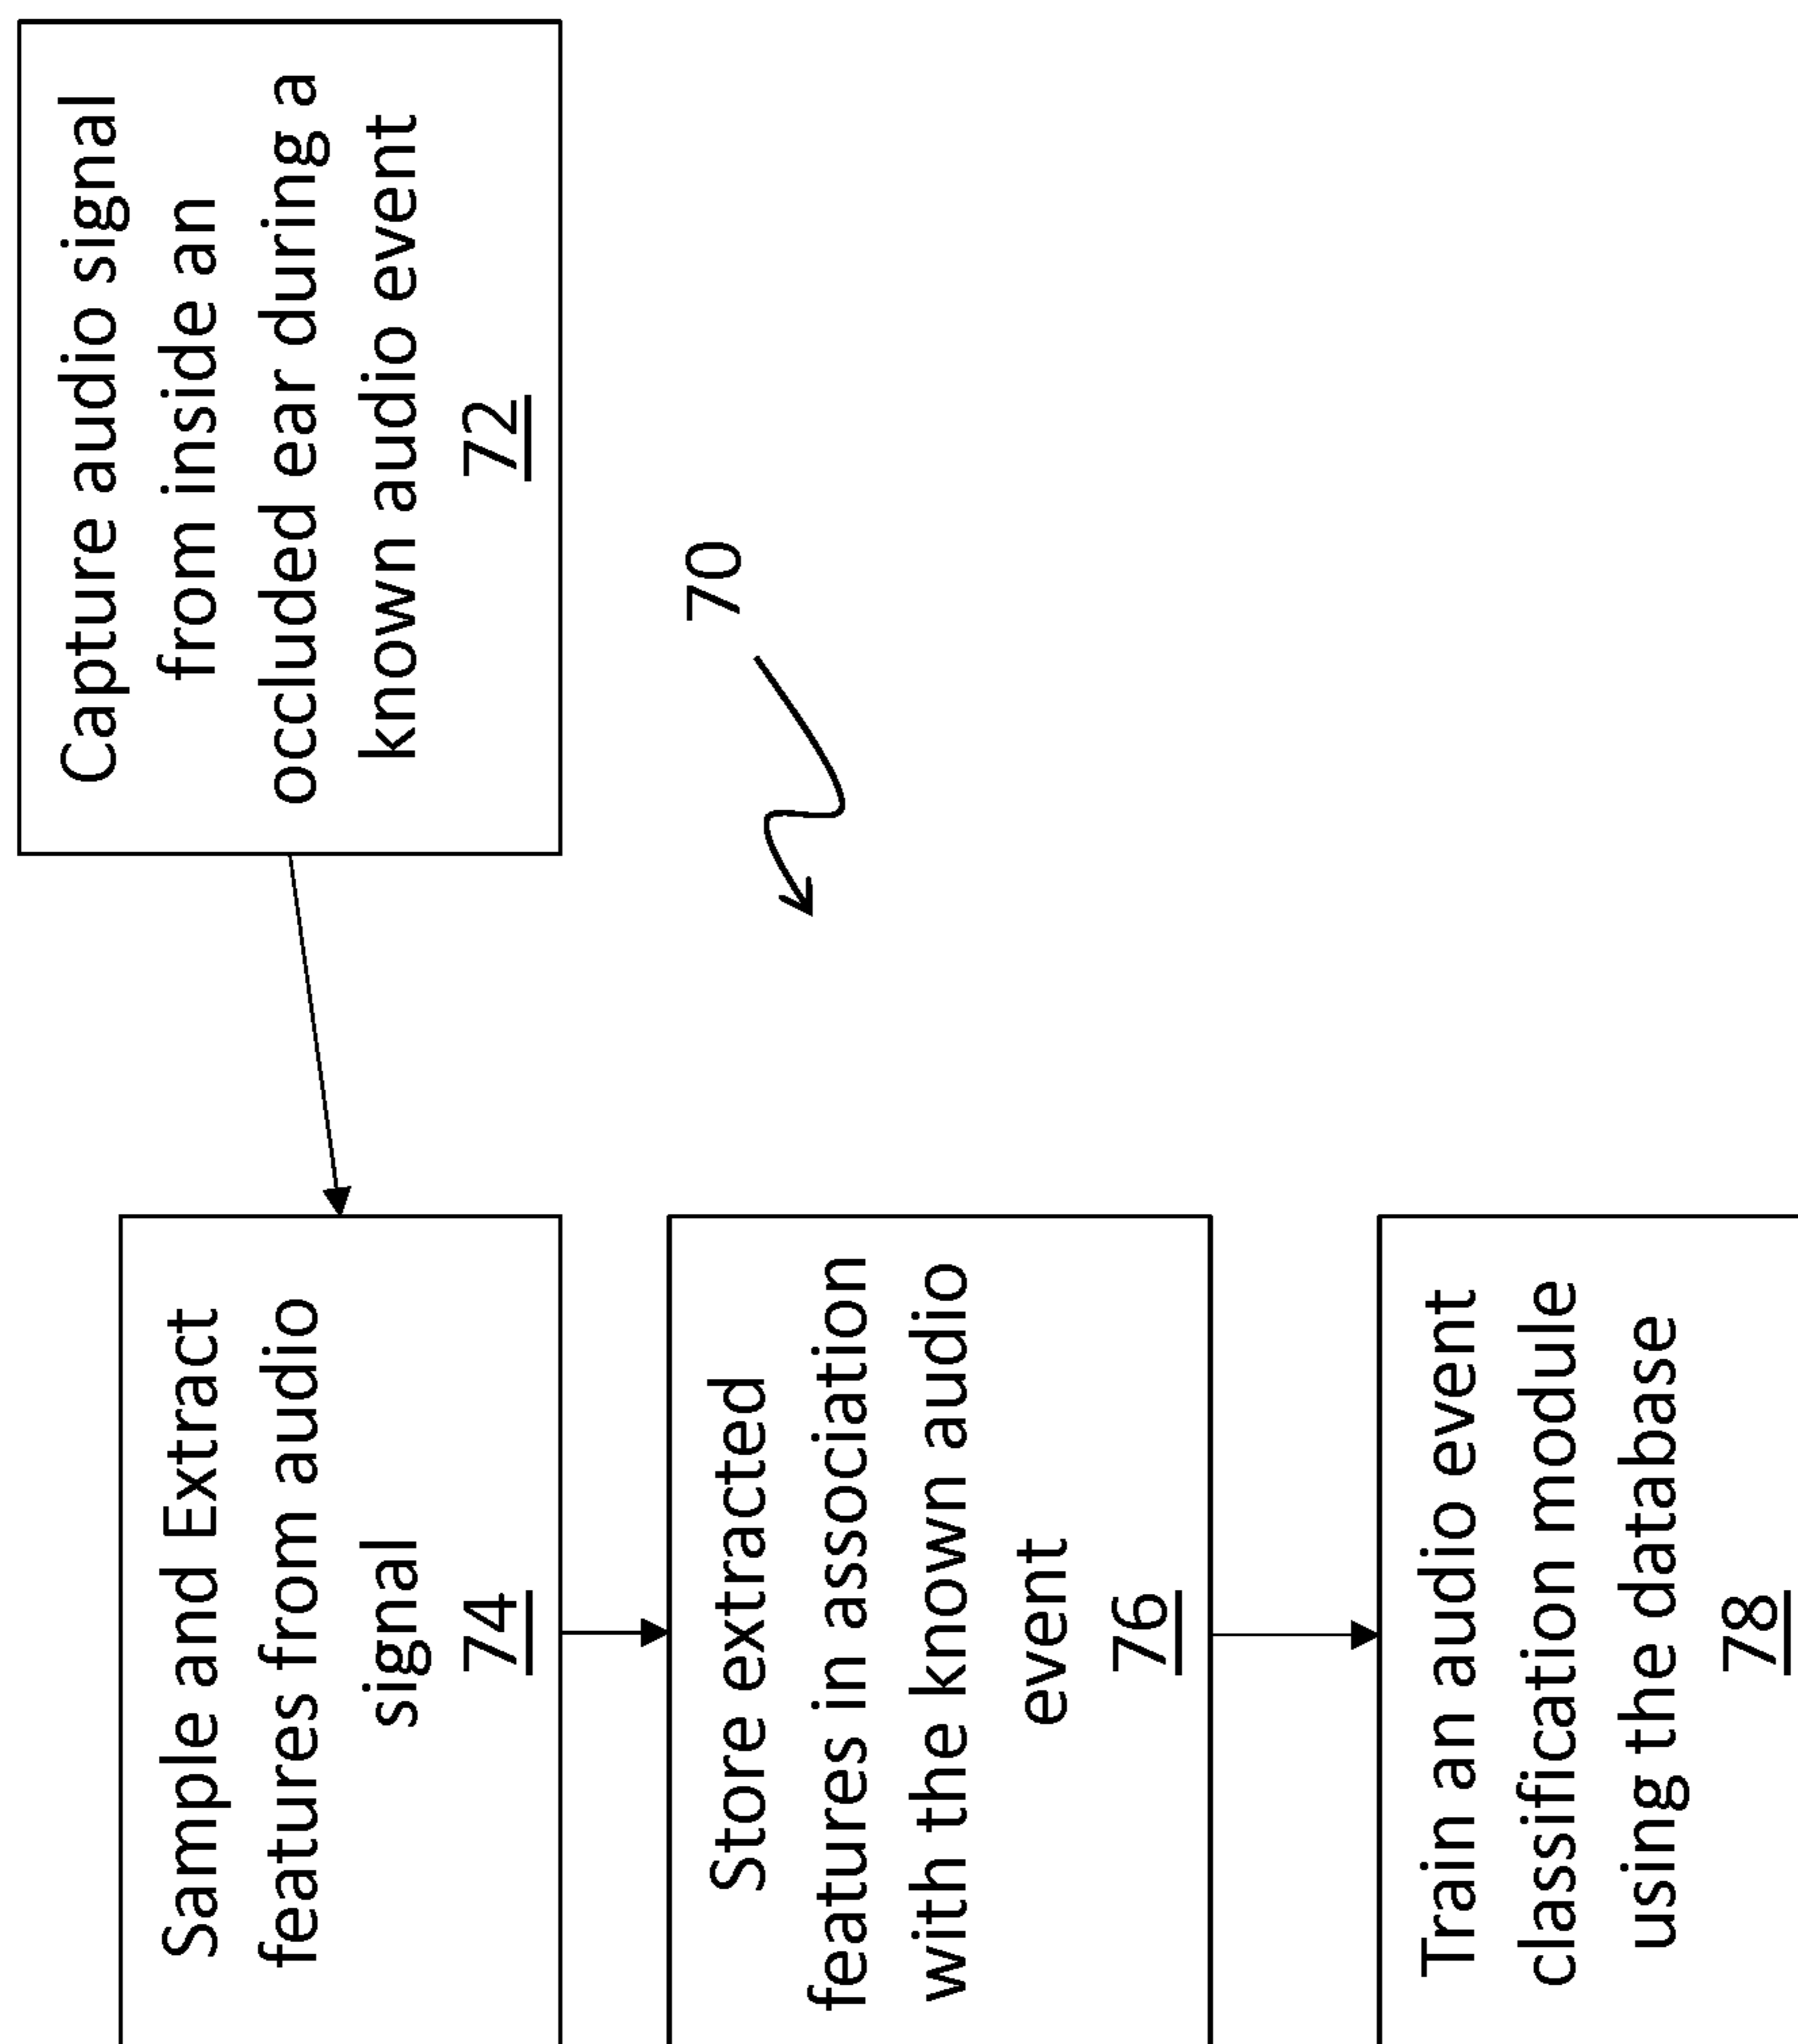 Capture audio signal
from inside an
occluded ear during a
known audio event
72
70
Sample and Extract
features from audio
signal
74
Store extracted
features in association
with the known audio
event
76
Train an audio event
classification module
using the database
78